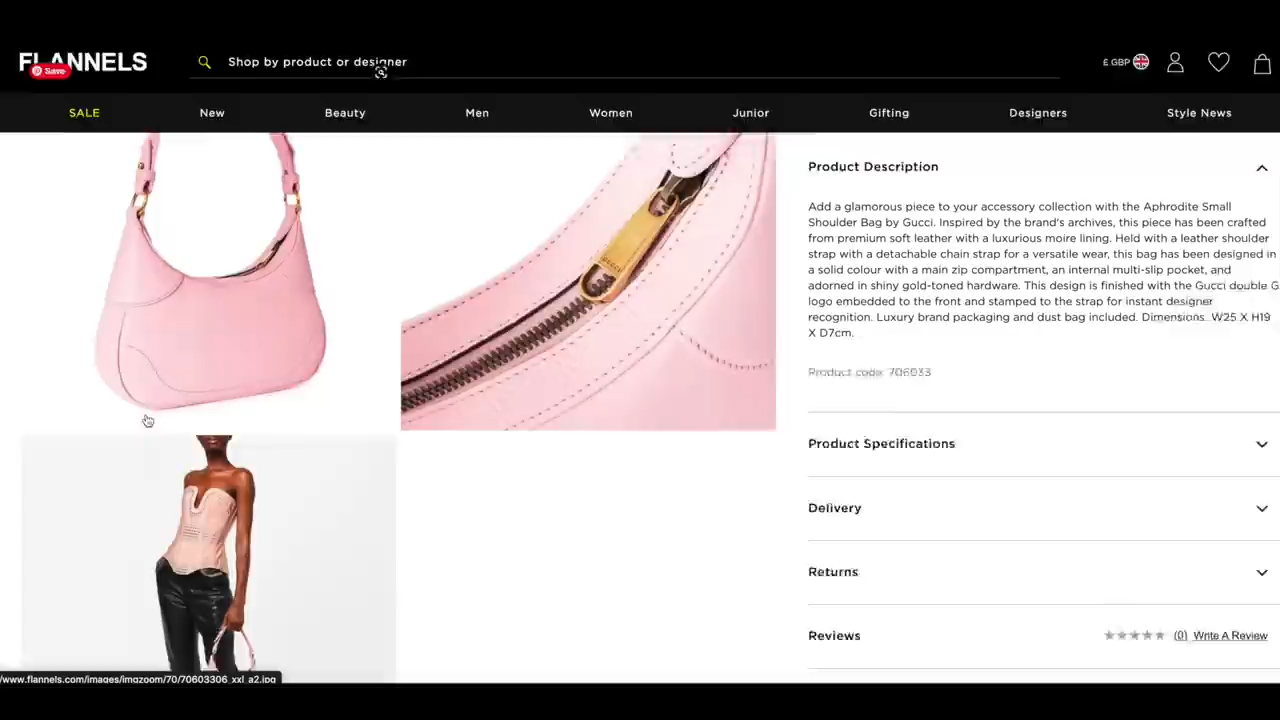 FLANNELS
Save
Shop by product or designer
£ GBP
SALE
New
Beauty
Men
Women
Junior
Gifting
Designers
Style News
Product Description
Add a glamorous piece to your accessory collection with the Aphrodite Small
Shoulder Bag by Gucci. Inspired by the brand's archives, this piece has been crafted
from premium soft leather with a luxurious moire lining. Held with a leather shoulder
strap with a detachable chain strap for a versatile wear, this bag has been designed in
a solid colour with a main zip compartment, an internal multi-slip pocket, and
adorned in shiny gold-toned hardware. This design is finished with the Gucci double G
logo embedded to the front and stamped to the strap for instant designer
recognition. Luxury brand packaging and dust bag included. Dimensions. W25 X H19
X D7cm.
Product code: 706033
GUCCI
Product Specifications
Delivery
Returns
Reviews
(0) Write A Review
/www.flannels.com/images/imgzoom/70/70603306_xxl_a2.jpg